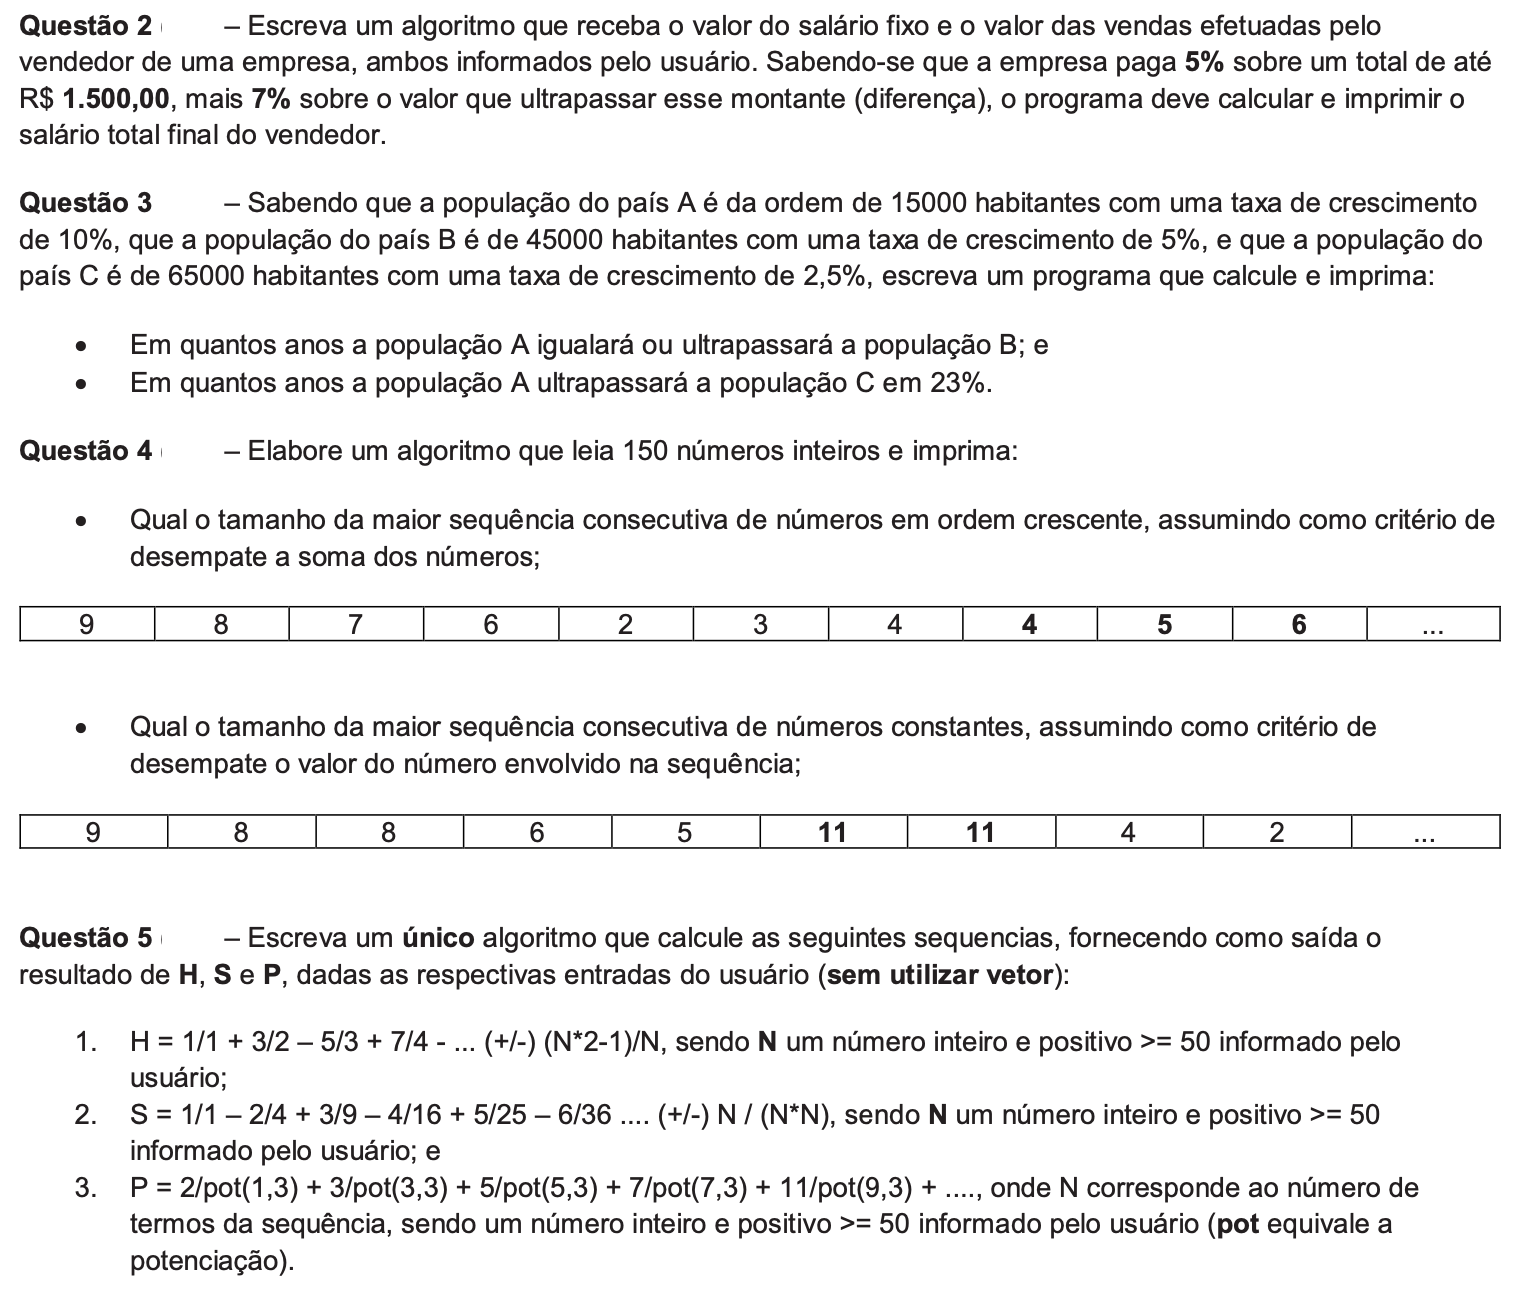 Questão 2 – Escreva um algoritmo que receba o valor do salário fixo e o valor das vendas efetuadas pelo
vendedor de uma empresa, ambos informados pelo usuário. Sabendo-se que a empresa paga 5% sobre um total de até
R$ 1.500,00, mais 7% sobre o valor que ultrapassar esse montante (diferença), o programa deve calcular e imprimir o
salário total final do vendedor.
Questão 3 – Sabendo que a população do país A é da ordem de 15000 habitantes com uma taxa de crescimento
de 10%, que a população do país B é de 45000 habitantes com uma taxa de crescimento de 5%, e que a população do
país C é de 65000 habitantes com uma taxa de crescimento de 2,5%, escreva um programa que calcule e imprima:
• Em quantos anos a população A igualará ou ultrapassará a população B; e
• Em quantos anos a população A ultrapassará a população C em 23%.
Questão 4 – Elabore um algoritmo que leia 150 números inteiros e imprima:
• Qual o tamanho da maior sequência consecutiva de números em ordem crescente, assumindo como critério de
desempate a soma dos números;
9 8 7 6 2 3 4 4 5 6 ...
• Qual o tamanho da maior sequência consecutiva de números constantes, assumindo como critério de
desempate o valor do número envolvido na sequência;
9 8 8 6 5 11 11 4 2 ...
Questão 5 – Escreva um único algoritmo que calcule as seguintes sequencias, fornecendo como saída o
resultado de H, S e P, dadas as respectivas entradas do usuário (sem utilizar vetor):
1. H = 1/1 + 3/2 – 5/3 + 7/4 - ... (+/-) (N*2-1)/N, sendo N um número inteiro e positivo >= 50 informado pelo
usuário;
2. S = 1/1 – 2/4 + 3/9 – 4/16 + 5/25 – 6/36 .... (+/-) N / (N*N), sendo N um número inteiro e positivo >= 50
informado pelo usuário; e
3. P = 2/pot(1,3) + 3/pot(3,3) + 5/pot(5,3) + 7/pot(7,3) + 11/pot(9,3) + ...., onde N corresponde ao número de
termos da sequência, sendo um número inteiro e positivo >= 50 informado pelo usuário (pot equivale a
potenciação).